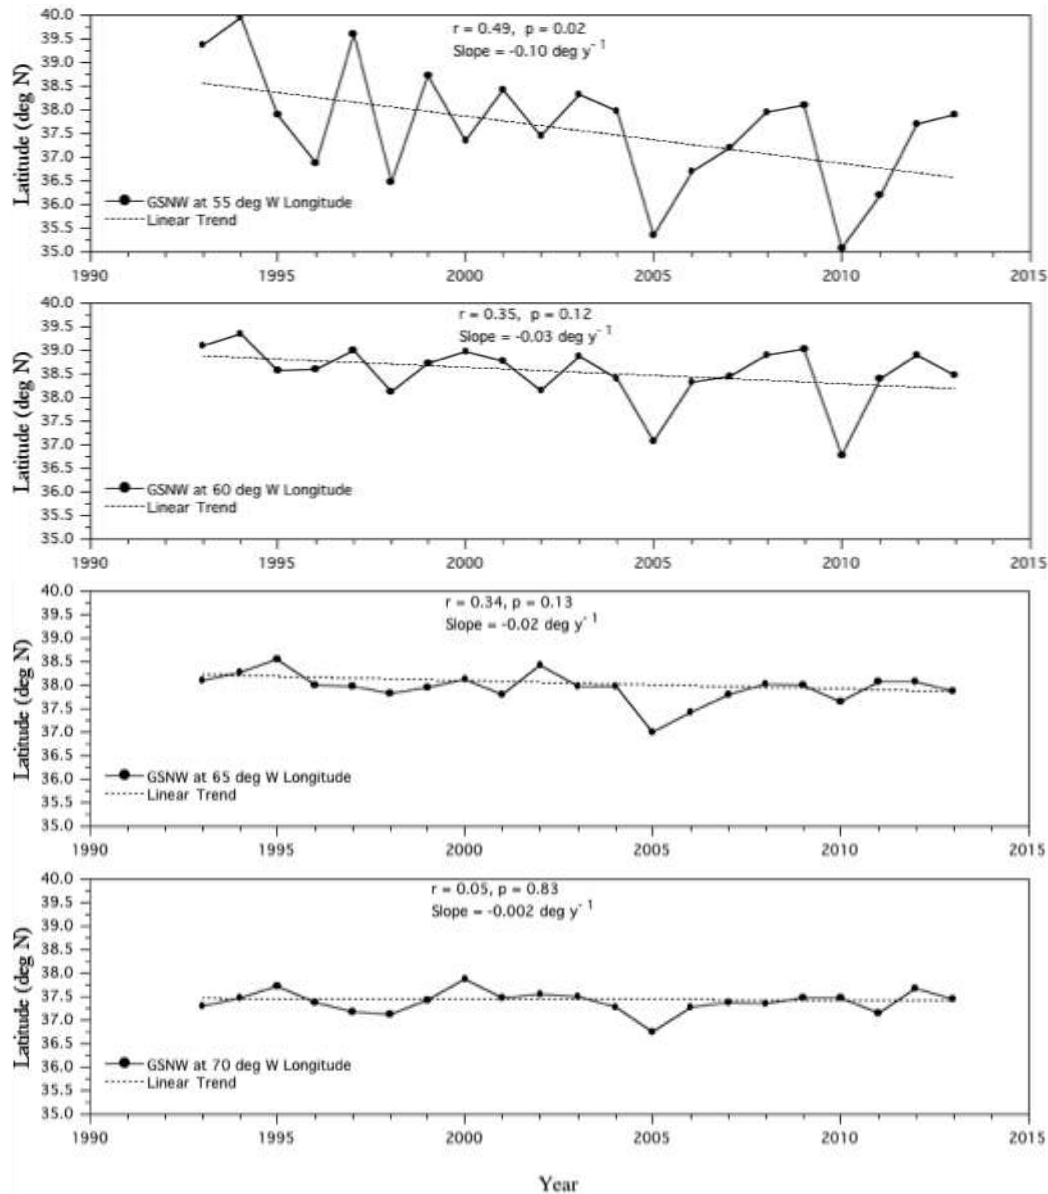 r = 0.49, p = 0.02
Slope = -0.10 deg y⁻¹
Latitude (deg N)
40.0
39.5
39.0
38.5
38.0
37.5
37.0
36.5
36.0
35.5
35.0
GSNW at 55 deg W Longitude
Linear Trend
1990 1995 2000 2005 2010 2015
r = 0.35, p = 0.12
Slope = -0.03 deg y⁻¹
Latitude (deg N)
40.0
39.5
39.0
38.5
38.0
37.5
37.0
36.5
36.0
35.5
35.0
GSNW at 60 deg W Longitude
Linear Trend
1990 1995 2000 2005 2010 2015
r = 0.34, p = 0.13
Slope = -0.02 deg y⁻¹
Latitude (deg N)
40.0
39.5
39.0
38.5
38.0
37.5
37.0
36.5
36.0
35.5
35.0
GSNW at 65 deg W Longitude
Linear Trend
1990 1995 2000 2005 2010 2015
r = 0.05, p = 0.83
Slope = -0.002 deg y⁻¹
Latitude (deg N)
40.0
39.5
39.0
38.5
38.0
37.5
37.0
36.5
36.0
35.5
35.0
GSNW at 70 deg W Longitude
Linear Trend
1990 1995 2000 2005 2010 2015
Year